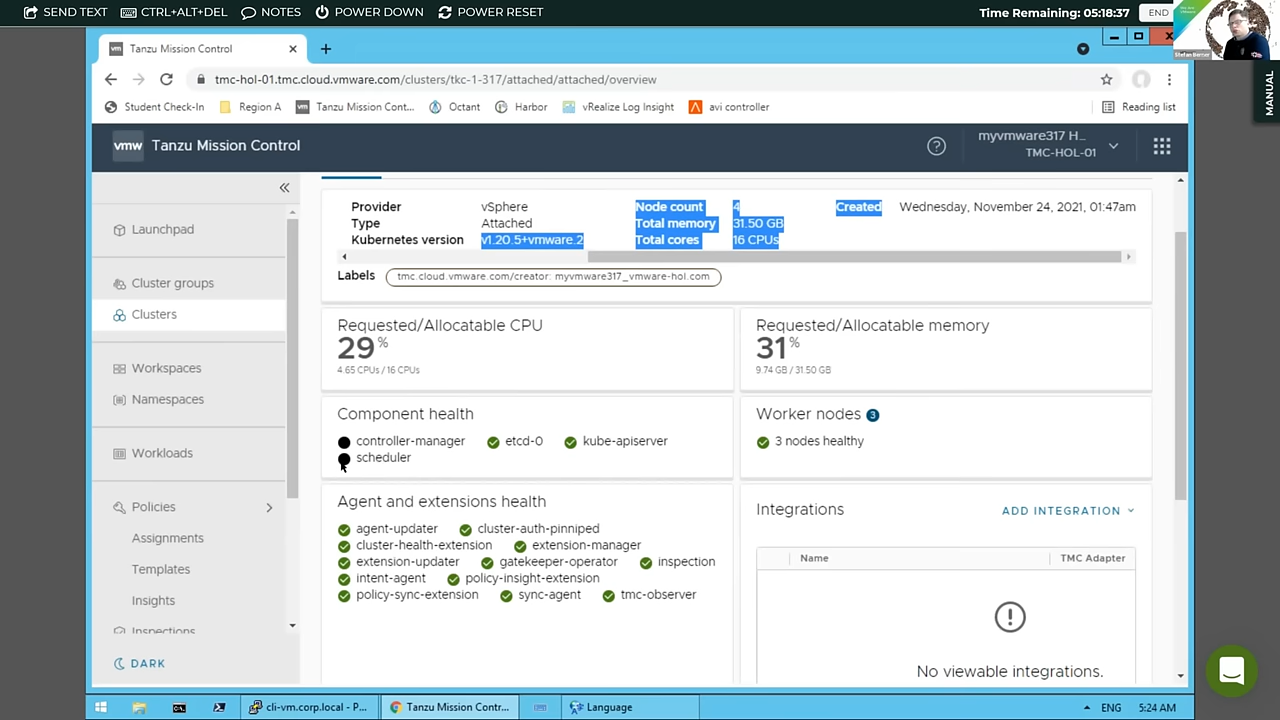 SEND TEXT CTRL+ALT+DEL NOTES POWER DOWN POWER RESET Time Remaining: 05:18:37 END
Stefan Berner
MANUAL
vmw Tanzu Mission Control
tmc-hol-01.tmc.cloud.vmware.com/clusters/tkc-1-317/attached/attached/overview
Student Check-In Region A vmw Tanzu Mission Cont... Octant Harbor vRealize Log Insight avi controller Reading list
vmw Tanzu Mission Control
myvmware317 H...
TMC-HOL-01
Launchpad
Cluster groups
Clusters
Workspaces
Namespaces
Workloads
Policies
Assignments
Templates
Insights
Inspections
DARK
Provider vSphere Node count 4 Created Wednesday, November 24, 2021, 01:47am
Type Attached Total memory 31.50 GB
Kubernetes version v1.20.5+vmware.2 Total cores 16 CPUs
Labels tmc.cloud.vmware.com/creator: myvmware317_vmware-hol.com
Requested/Allocatable CPU
29 %
4.65 CPUs / 16 CPUs
Requested/Allocatable memory
31 %
9.74 GB / 31.50 GB
Component health
controller-manager etcd-0 kube-apiserver
scheduler
Worker nodes 3
3 nodes healthy
Agent and extensions health
agent-updater cluster-auth-pinniped
cluster-health-extension extension-manager
extension-updater gatekeeper-operator inspection
intent-agent policy-insight-extension
policy-sync-extension sync-agent tmc-observer
Integrations ADD INTEGRATION
Name TMC Adapter
No viewable integrations.
cli-vm.corp.local - P... Tanzu Mission Contr... Language ENG 5:24 AM